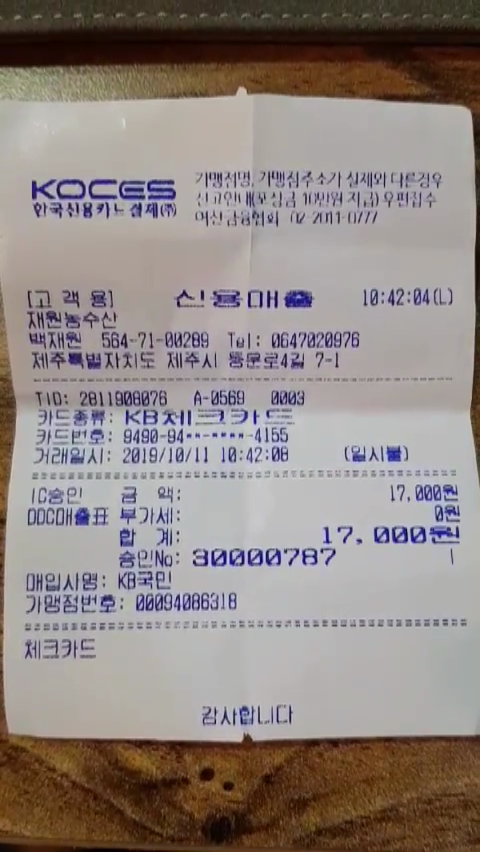 KOCES
한국신용카드결제(주)
가맹점명, 가맹점주소가 실제와 다른경우
신고안내(포상금 10만원 지급) 우편접수
여신금융협회 02-2011-0777
[고객용] 신용매출 10:42:04(L)
재원농수산
백재원 564-71-00289 Tel: 0647020976
제주특별자치도 제주시 동문로4길 7-1
TID: 2811908076 A-0569 0003
카드종류: KB체크카드
카드번호: 9490-94**-****-4155
거래일시: 2019/10/11 10:42:08 (일시불)
IC승인 금 액: 17,000원
DDC매출표 부가세: 0원
합 계: 17,000원
승인No: 30000787
매입사명: KB국민
가맹점번호: 00094086318
체크카드
감사합니다